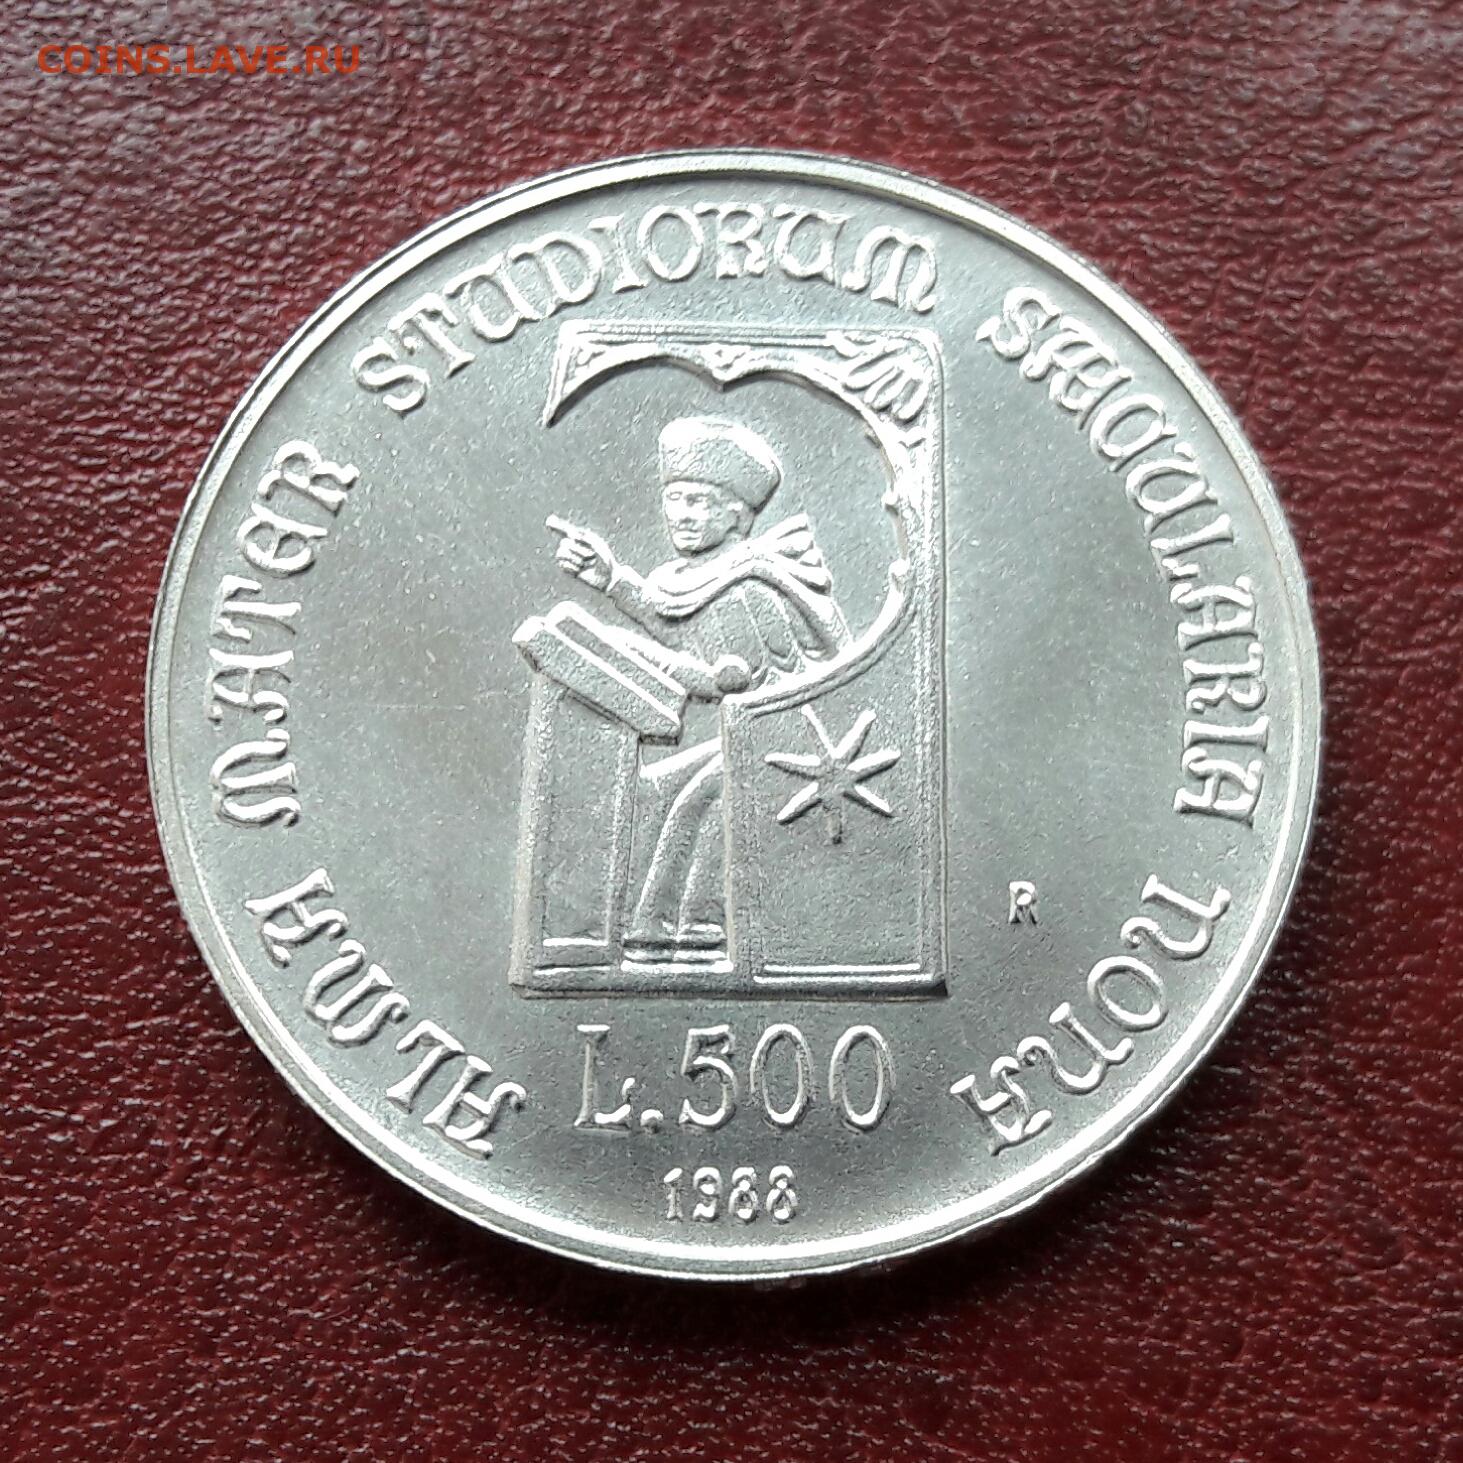 COINS.LAVE.RU
ALMA MATER STUDIORUM SAECULARIA NONA
R
L.500
1988